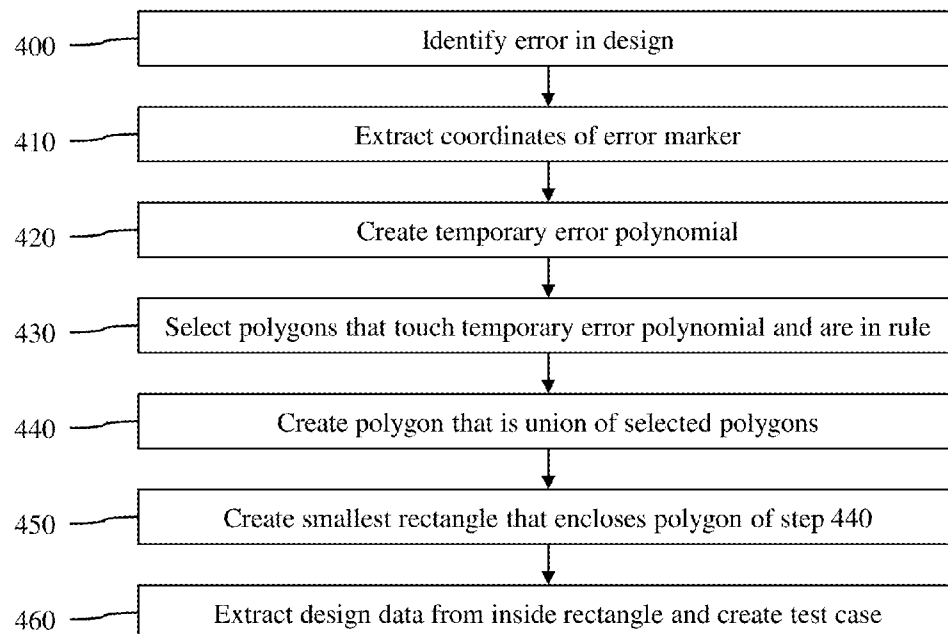 400 Identify error in design
410 Extract coordinates of error marker
420 Create temporary error polynomial
430 Select polygons that touch temporary error polynomial and are in rule
440 Create polygon that is union of selected polygons
450 Create smallest rectangle that encloses polygon of step 440
460 Extract design data from inside rectangle and create test case